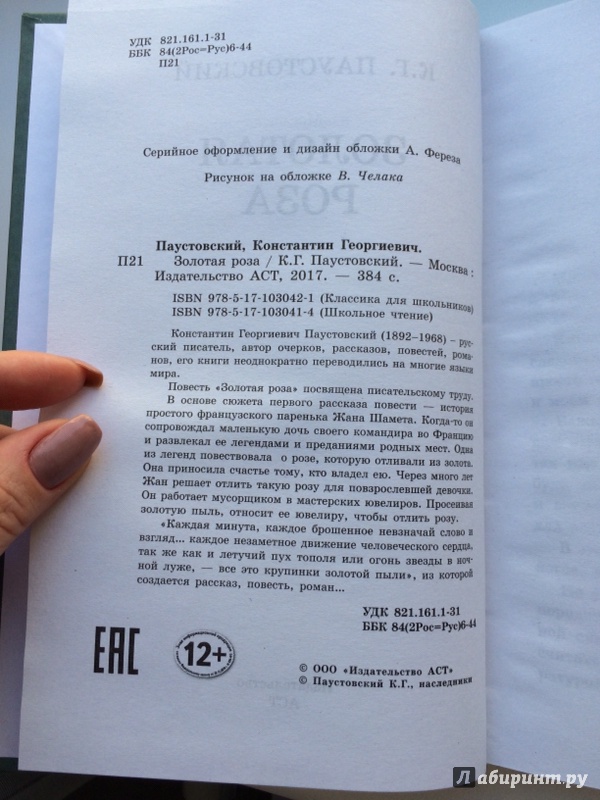 УДК 821.161.1-31
ББК 84(2Рос=Рус)6-44
П21
Серийное оформление и дизайн обложки А. Фереза
Рисунок на обложке В. Челака
Паустовский, Константин Георгиевич.
П21 Золотая роза / К.Г. Паустовский. — Москва :
Издательство АСТ, 2017. — 384 с.
ISBN 978-5-17-103042-1 (Классика для школьников)
ISBN 978-5-17-103041-4 (Школьное чтение)
Константин Георгиевич Паустовский (1892–1968) – рус-
ский писатель, автор очерков, рассказов, повестей, рома-
нов, его книги неоднократно переводились на многие языки
мира.
Повесть «Золотая роза» посвящена писательскому труду.
В основе сюжета первого рассказа повести — история
простого французского паренька Жана Шамета. Когда-то он
сопровождал маленькую дочь своего командира во Францию
и развлекал ее легендами и преданиями родных мест. Одна
из легенд повествовала о розе, которую отливали из золота.
Она приносила счастье тому, кто владел ею. Через много лет
Жан решает отлить такую розу для повзрослевшей девочки.
Он работает мусорщиком в мастерских ювелиров. Просеивая
золотую пыль, относит ее ювелиру, чтобы отлить розу.
«Каждая минута, каждое брошенное невзначай слово и
взгляд... каждое незаметное движение человеческого сердца,
так же как и летучий пух тополя или огонь звезды в ноч-
ной луже, — все это крупинки золотой пыли», из которой
создается рассказ, повесть, роман...
УДК 821.161.1-31
ББК 84(2Рос=Рус)6-44
ЕАС
12+
© ООО «Издательство АСТ»
© Паустовский К.Г., наследники
Лабиринт.ру